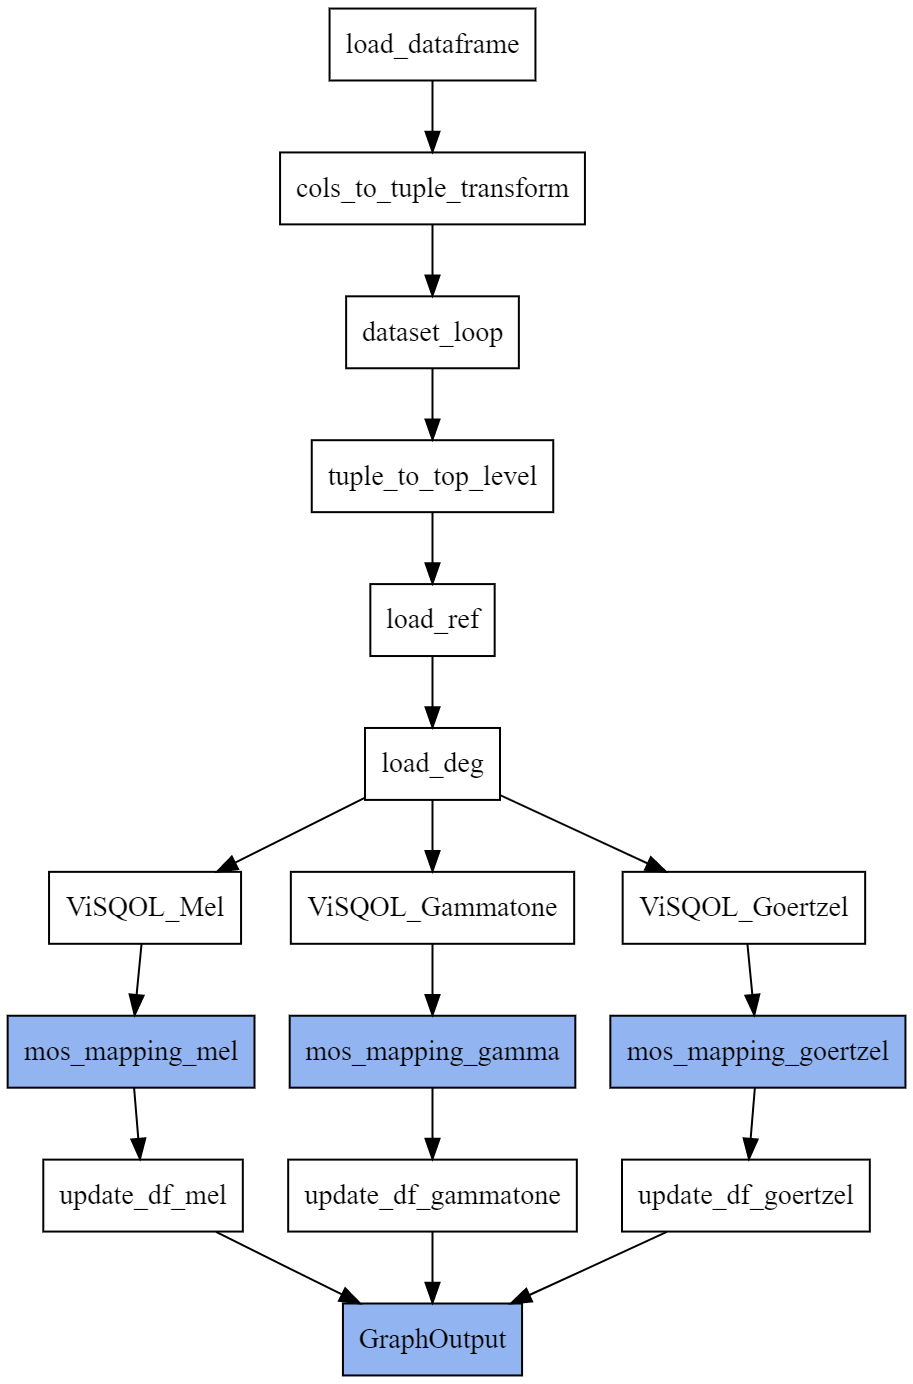 load_dataframe
cols_to_tuple_transform
dataset_loop
tuple_to_top_level
load_ref
load_deg
ViSQOL_Mel
ViSQOL_Gammatone
ViSQOL_Goertzel
mos_mapping_mel
mos_mapping_gamma
mos_mapping_goertzel
update_df_mel
update_df_gammatone
update_df_goertzel
GraphOutput